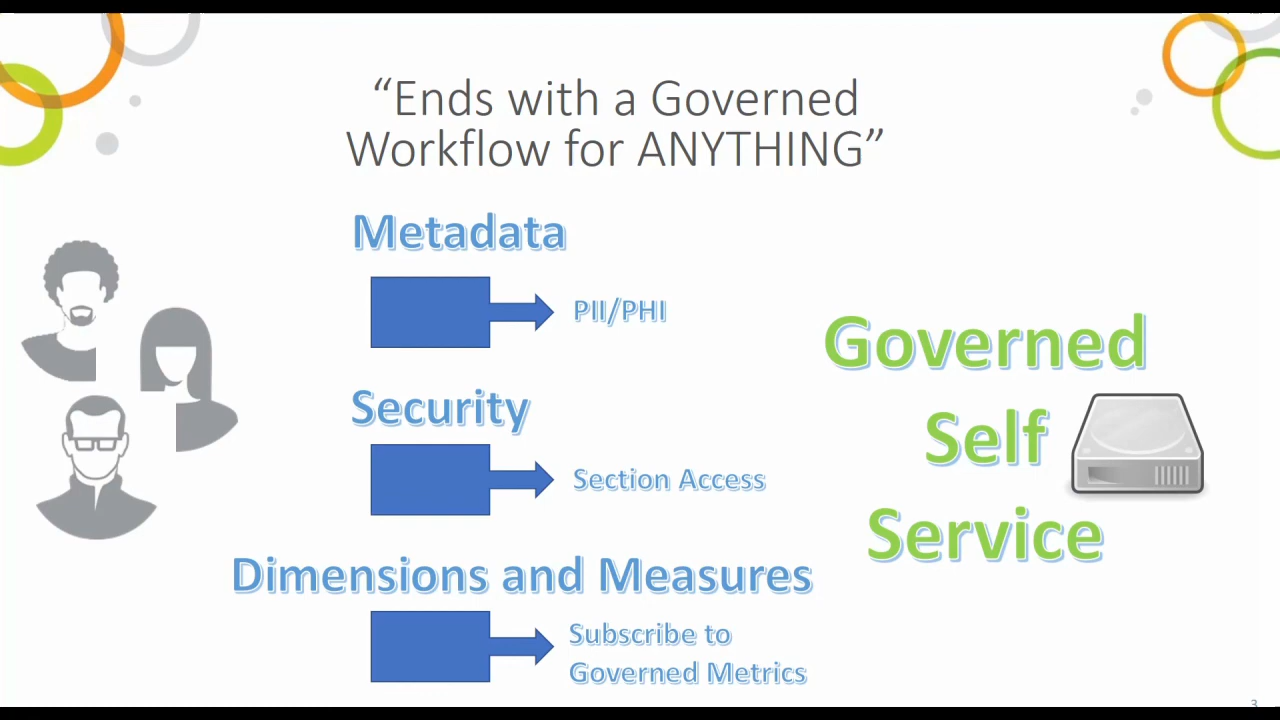 “Ends with a Governed
Workflow for ANYTHING”
Metadata
PII/PHI
Security
Section Access
Dimensions and Measures
Subscribe to
Governed Metrics
Governed
Self
Service
3